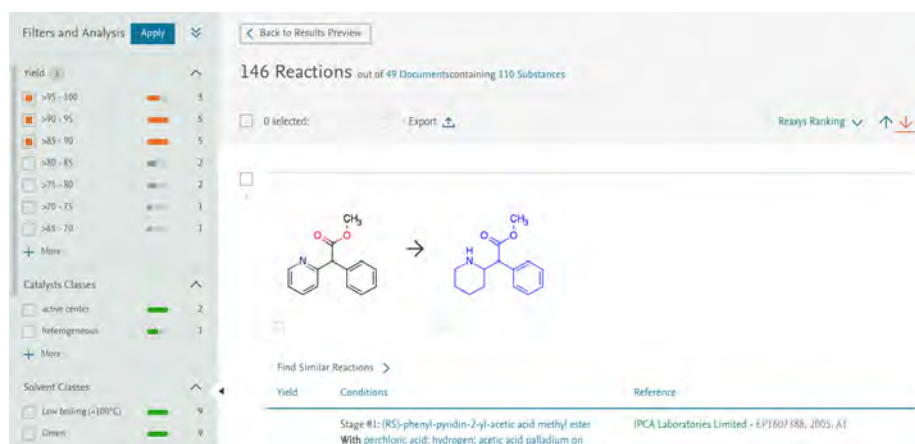 Filters and Analysis Apply
Yield 3
>95 - 100 3
>90 - 95 5
>85 - 90 5
>80 - 85 2
>75 - 80 2
>70 - 75 1
>65 - 70 1
+ More
Catalysts Classes
active center 2
heterogeneous 1
+ More
Solvent Classes
Low boiling (<100°C) 9
Green 9
Back to Results Preview
146 Reactions out of 49 Documentscontaining 110 Substances
0 selected: Export Reaxys Ranking
CH3
O
O
N
CH3
O
O
H
N
Find Similar Reactions
Yield Conditions Reference
Stage #1: (RS)-phenyl-pyridin-2-yl-acetic acid methyl ester IPCA Laboratories Limited - EP1607388, 2005, A1
With perchloric acid; hydrogen; acetic acid palladium on